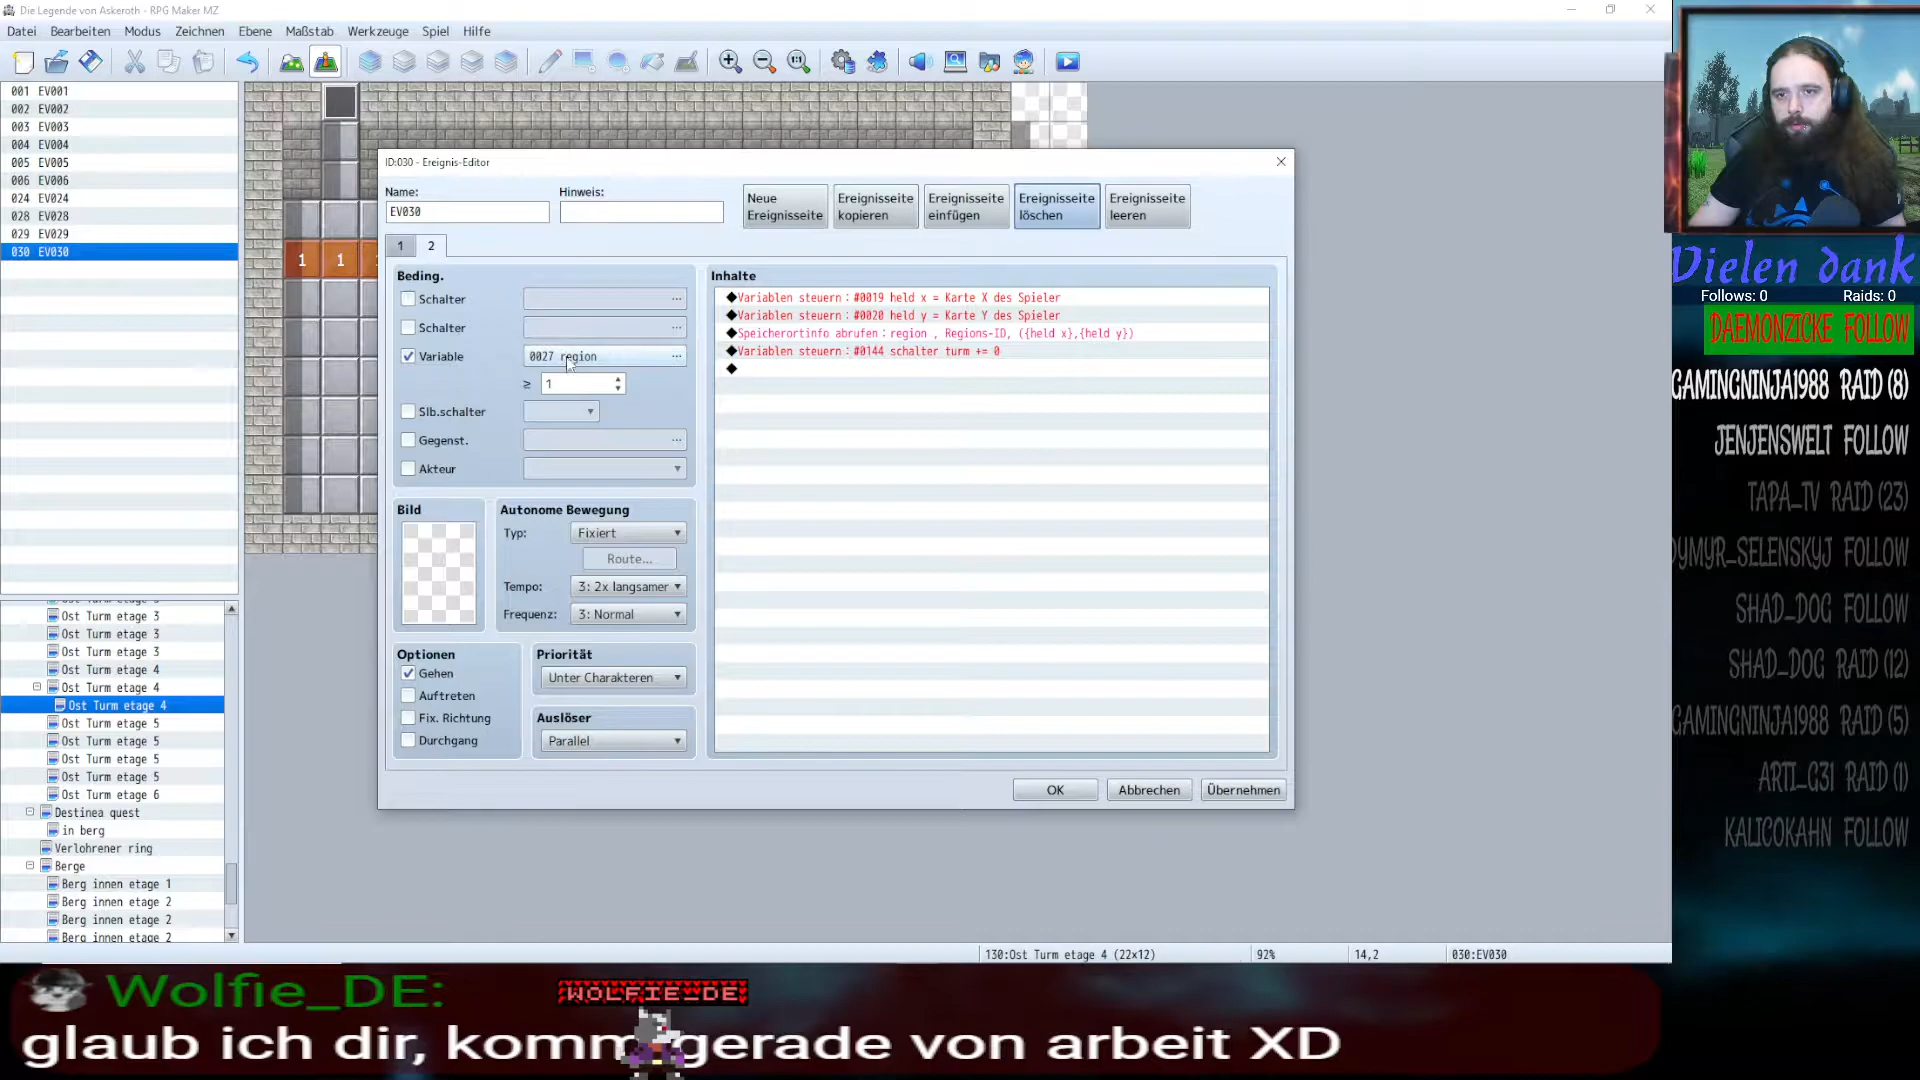 Die Legende von Askeroth - RPG Maker MZ
Datei Bearbeiten Modus Zeichnen Ebene Maßstab Werkzeuge Spiel Hilfe
001 EV001
002 EV002
003 EV003
004 EV004
005 EV005
006 EV006
024 EV024
028 EV028
029 EV029
030 EV030
1 1
ID:030 - Ereignis-Editor
Name:
EV030
Hinweis:
Neue Ereignisseite
Ereignisseite kopieren
Ereignisseite einfügen
Ereignisseite löschen
Ereignisseite leeren
1 2
Beding.
Schalter
Schalter
Variable 0027 region
≥ 1
Slb.schalter
Gegenst.
Akteur
Bild
Autonome Bewegung
Typ: Fixiert
Route...
Tempo: 3: 2x langsamer
Frequenz: 3: Normal
Optionen
Gehen
Auftreten
Fix. Richtung
Durchgang
Priorität
Unter Charakteren
Auslöser
Parallel
Inhalte
◆Variablen steuern：#0019 held x = Karte X des Spieler
◆Variablen steuern：#0020 held y = Karte Y des Spieler
◆Speicherortinfo abrufen：region , Regions-ID, ({held x},{held y})
◆Variablen steuern：#0144 schalter turm += 0
◆
OK Abbrechen Übernehmen
Ost Turm etage 3
Ost Turm etage 3
Ost Turm etage 3
Ost Turm etage 4
Ost Turm etage 4
Ost Turm etage 4
Ost Turm etage 5
Ost Turm etage 5
Ost Turm etage 5
Ost Turm etage 5
Ost Turm etage 6
Destinea quest
in berg
Verlohrener ring
Berge
Berg innen etage 1
Berg innen etage 2
Berg innen etage 2
Berg innen etage 2
130:Ost Turm etage 4 (22x12) 92% 14,2 030:EV030
Vielen dank
Follows: 0 Raids: 0
DAEMONZICKE FOLLOW
GAMINGNINJA1988 RAID (8)
JENJENSWELT FOLLOW
TAPA_TV RAID (23)
DYMYR_SELENSKYJ FOLLOW
SHAD_DOG FOLLOW
SHAD_DOG RAID (12)
GAMINGNINJA1988 RAID (5)
ARTI_G31 RAID (1)
KALICOKAHN FOLLOW
Wolfie_DE:
WOLFIE_DE
glaub ich dir, komm gerade von arbeit XD